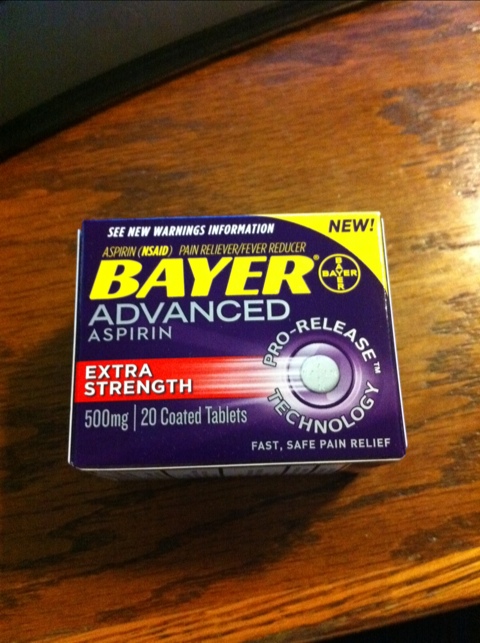 SEE NEW WARNINGS INFORMATION
NEW!
ASPIRIN (NSAID) PAIN RELIEVER/FEVER REDUCER
BAYER®
BAYER
BAYER
ADVANCED
ASPIRIN
PRO-RELEASE™
TECHNOLOGY
EXTRA
STRENGTH
500mg | 20 Coated Tablets
FAST, SAFE PAIN RELIEF